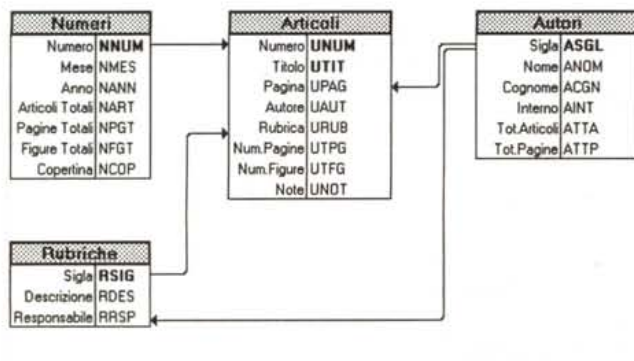 Numeri
Numero NNUM
Mese NMES
Anno NANN
Articoli Totali NART
Pagine Totali NPGT
Figure Totali NFGT
Copertina NCOP
Articoli
Numero UNUM
Titolo UTIT
Pagina UPAG
Autore UAUT
Rubrica URUB
Num.Pagine UTPG
Num.Figure UTFG
Note UNOT
Autori
Sigla ASGL
Nome ANOM
Cognome ACGN
Interno AINT
Tot.Articoli ATTA
Tot.Pagine ATTP
Rubriche
Sigla RSIG
Descrizione RDES
Responsabile RRSP